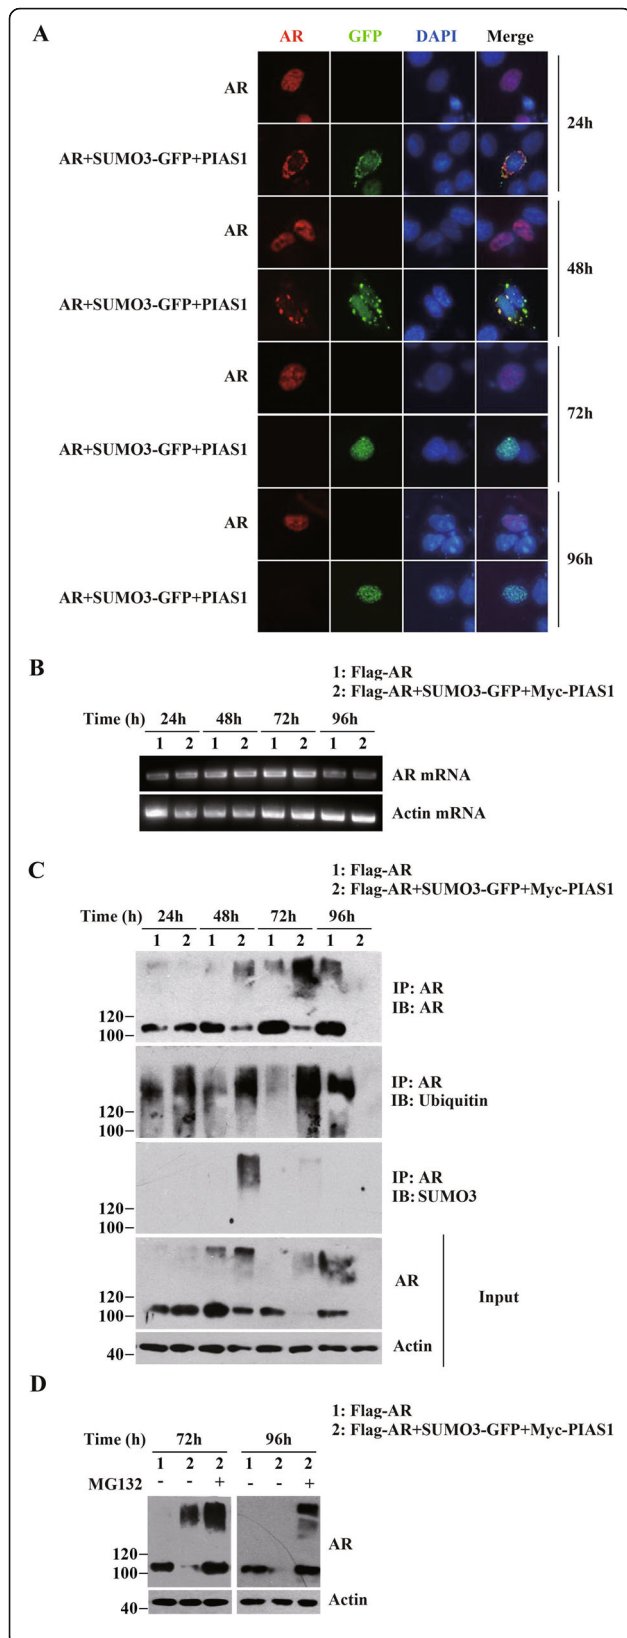 A
AR GFP DAPI Merge
AR
24h
AR+SUMO3-GFP+PIAS1
AR
48h
AR+SUMO3-GFP+PIAS1
AR
72h
AR+SUMO3-GFP+PIAS1
AR
96h
AR+SUMO3-GFP+PIAS1
B
1: Flag-AR
2: Flag-AR+SUMO3-GFP+Myc-PIAS1
Time (h) 24h 48h 72h 96h
1 2 1 2 1 2 1 2
AR mRNA
Actin mRNA
C
1: Flag-AR
2: Flag-AR+SUMO3-GFP+Myc-PIAS1
Time (h) 24h 48h 72h 96h
1 2 1 2 1 2 1 2
IP: AR
IB: AR
120
100
IP: AR
IB: Ubiquitin
120
100
IP: AR
IB: SUMO3
120
100
AR
Input
120
100
Actin
40
D
1: Flag-AR
2: Flag-AR+SUMO3-GFP+Myc-PIAS1
Time (h) 72h 96h
1 2 2 1 2 2
MG132 - - + - - +
AR
120
100
Actin
40